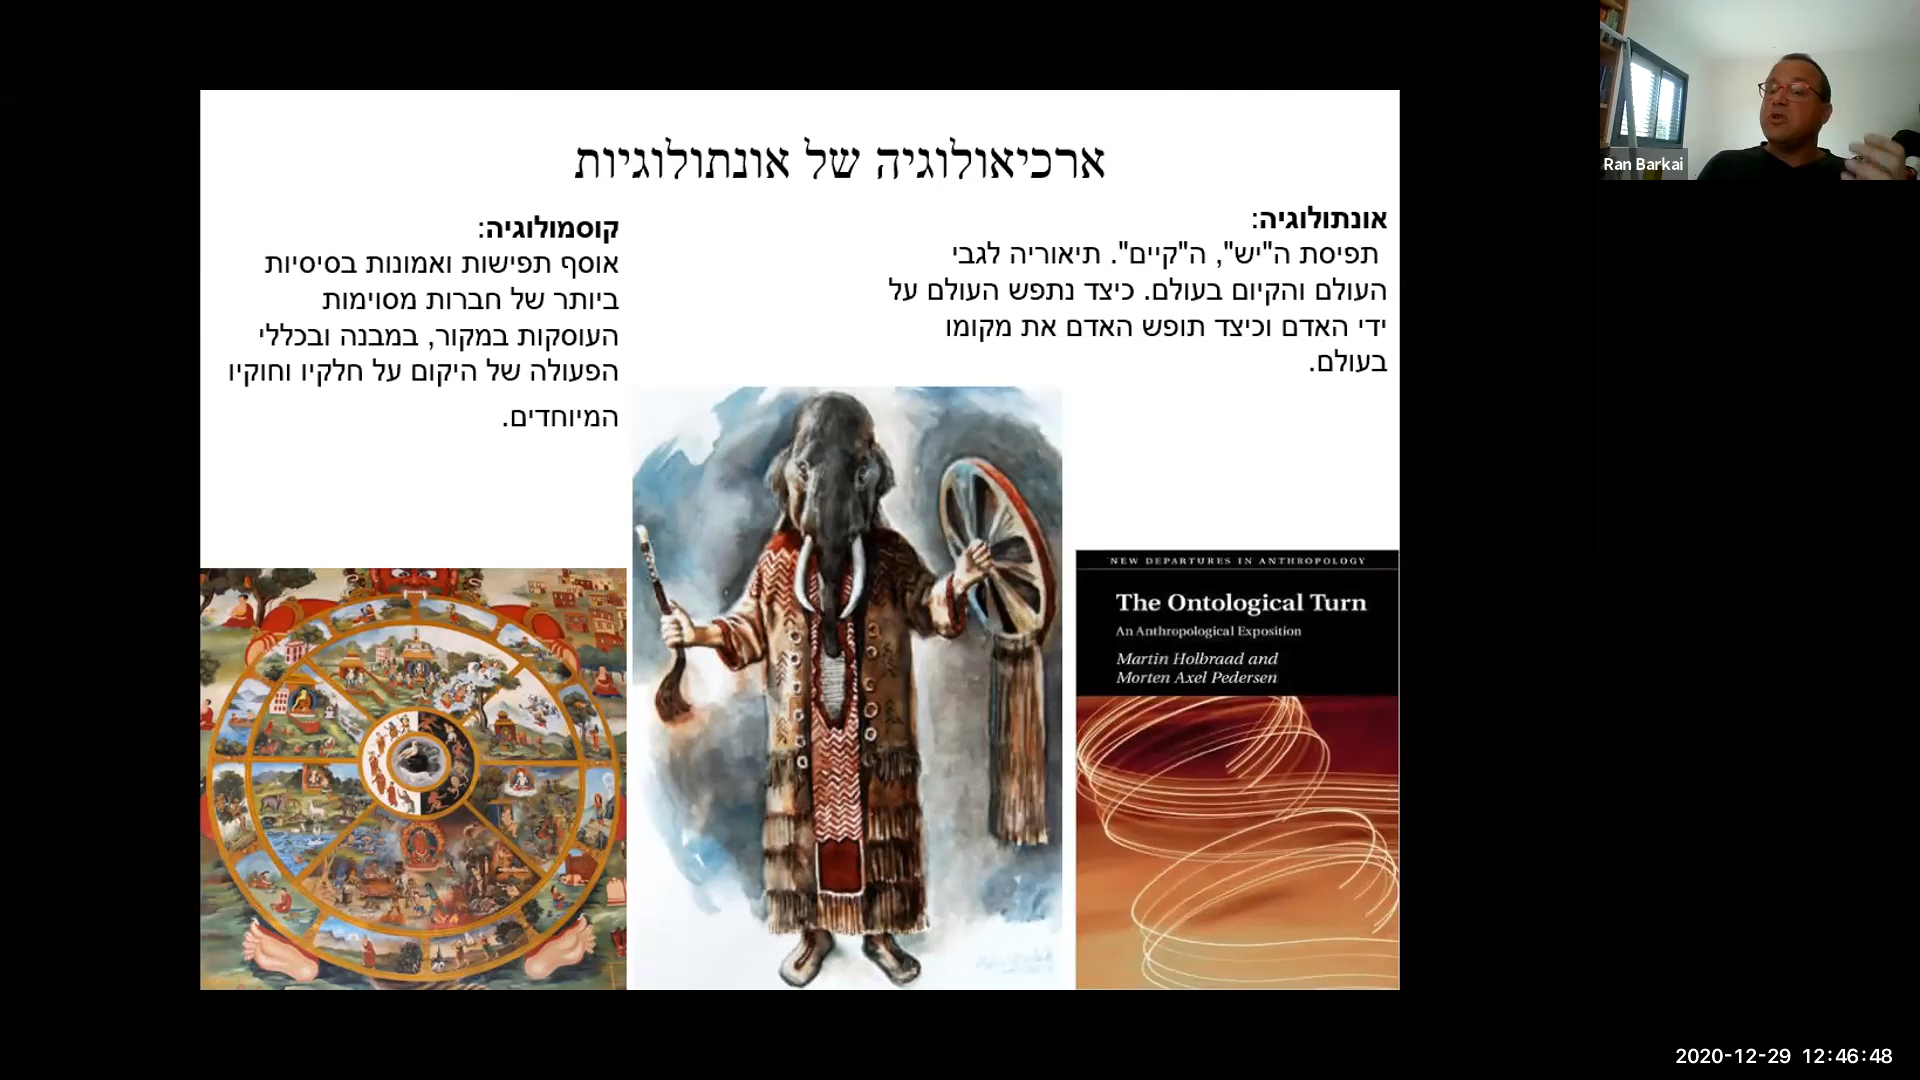 ארכיאולוגיה של אונתולוגיות
אונתולוגיה:
תפיסת ה"יש", ה"קיים". תיאוריה לגבי
העולם והקיום בעולם. כיצד נתפש העולם על
ידי האדם וכיצד תופש האדם את מקומו
בעולם.
קוסמולוגיה:
אוסף תפישות ואמונות בסיסיות
ביותר של חברות מסוימות
העוסקות במקור, במבנה ובכללי
הפעולה של היקום על חלקיו וחוקיו
המיוחדים.
NEW DEPARTURES IN ANTHROPOLOGY
The Ontological Turn
An Anthropological Exposition
Martin Holbraad and
Morten Axel Pedersen
Ran Barkai
2020-12-29 12:46:48